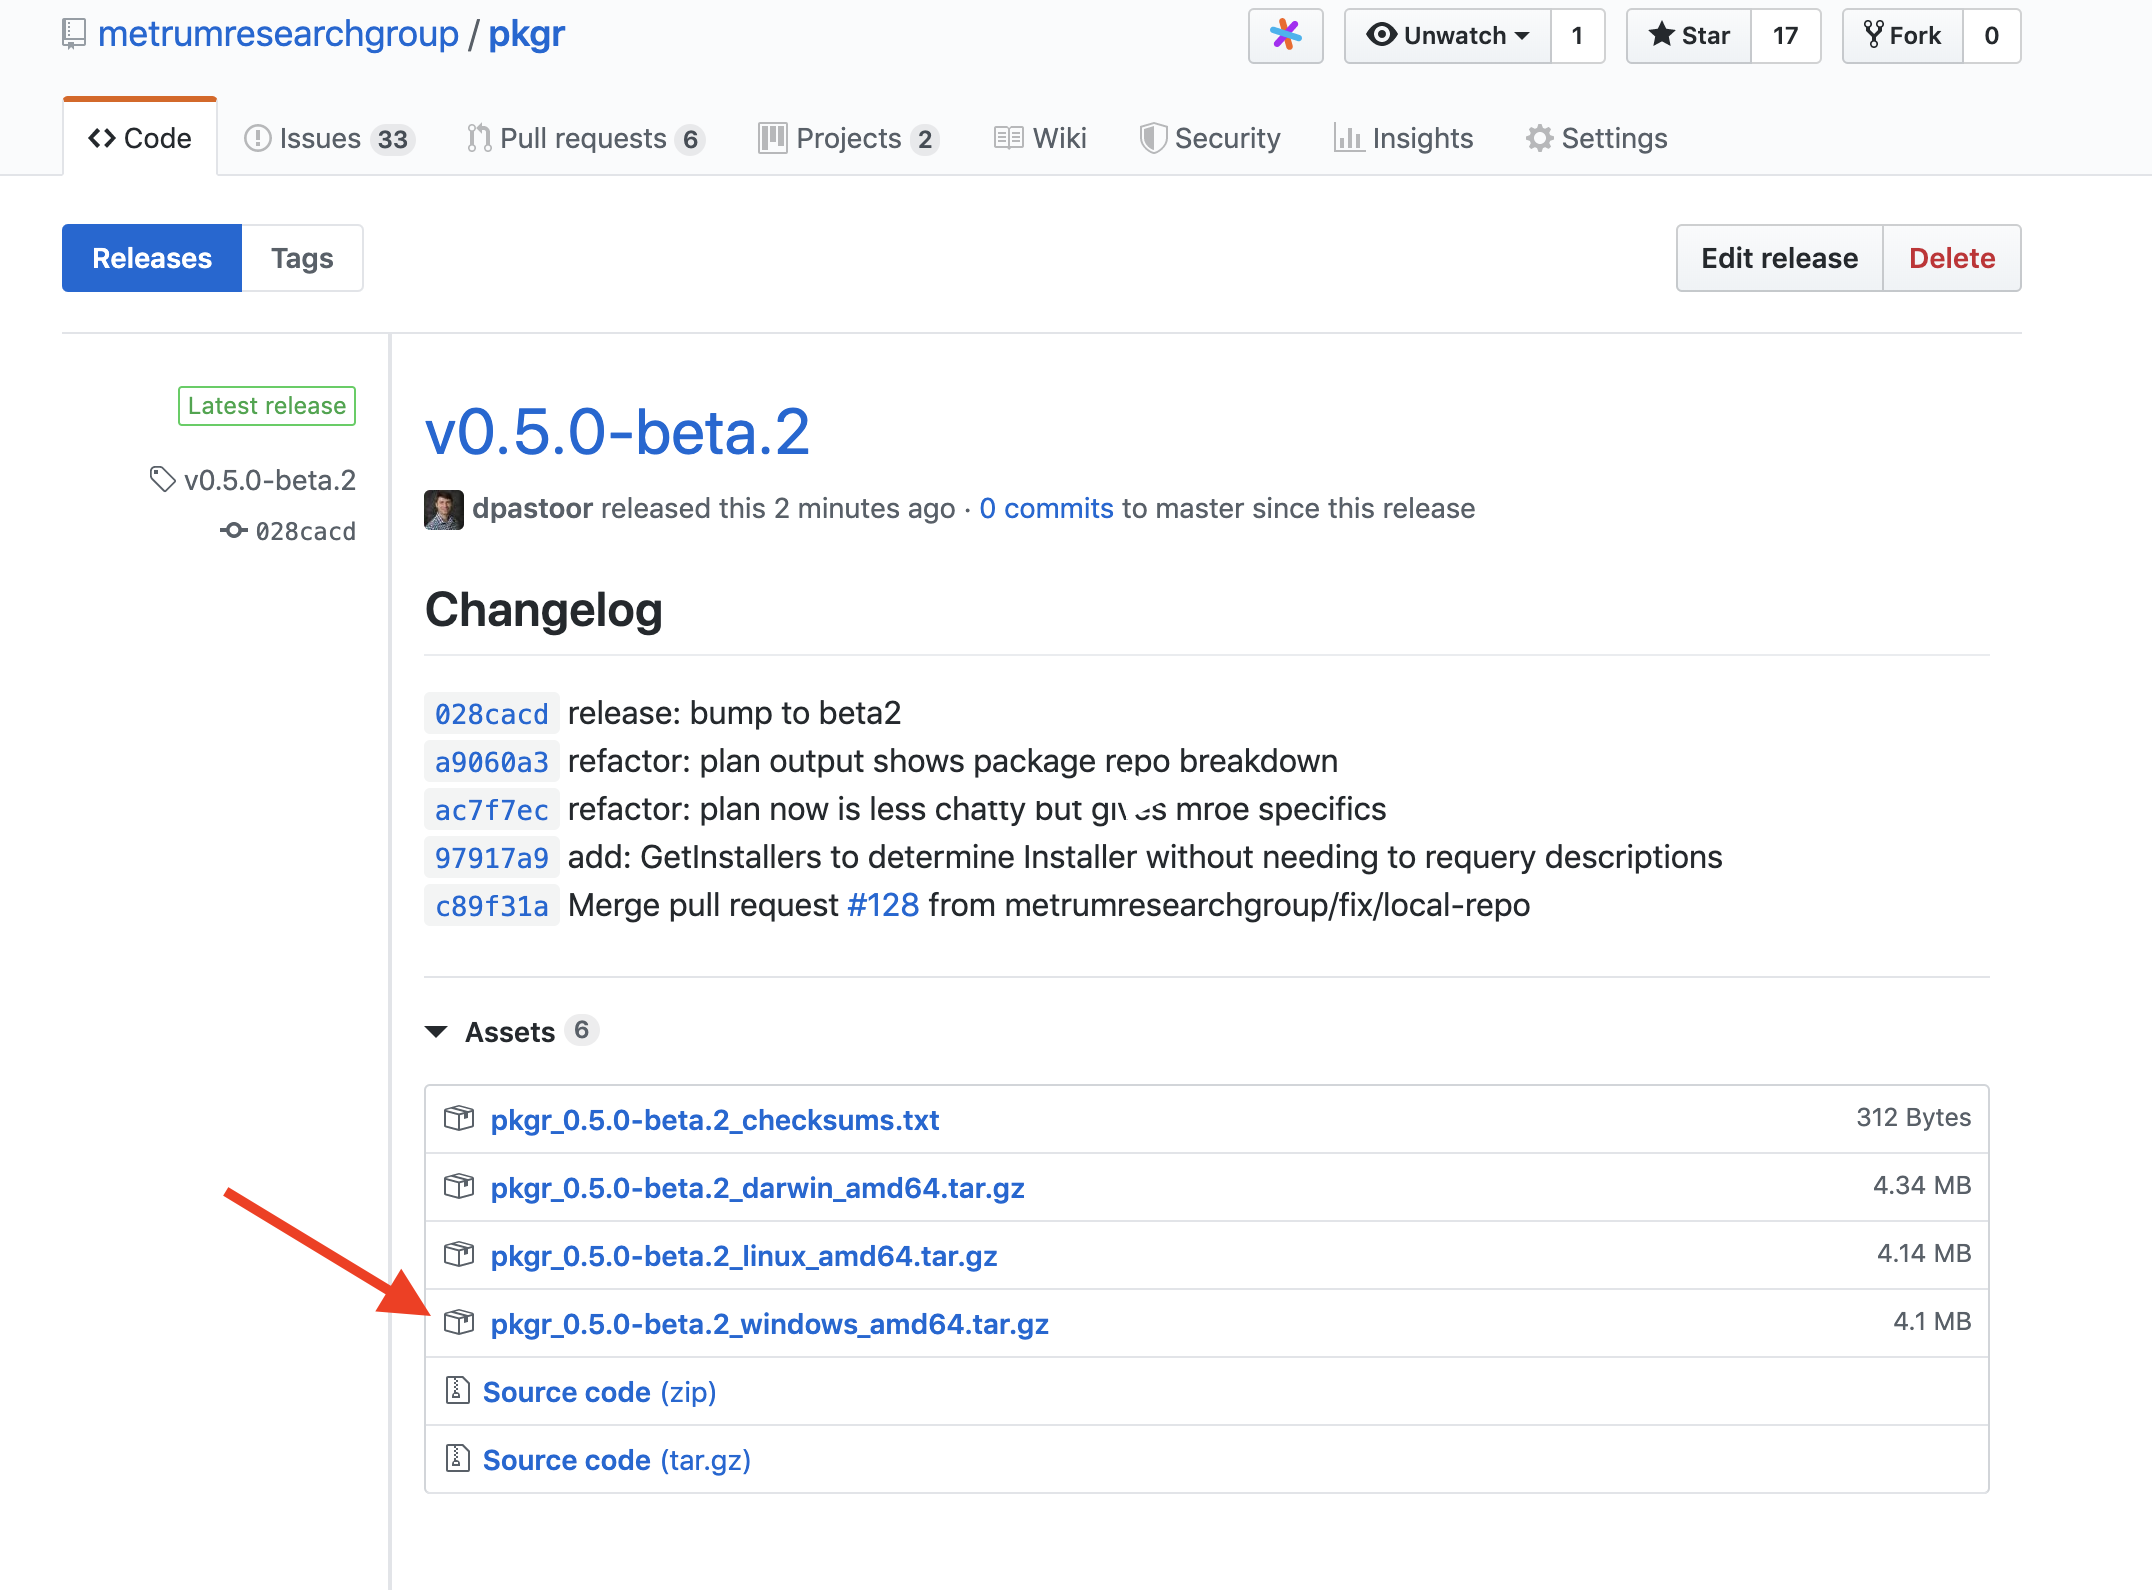 metrumresearchgroup / pkgr
Unwatch 1 Star 17 Fork 0
Code Issues 33 Pull requests 6 Projects 2 Wiki Security Insights Settings
Releases Tags Edit release Delete
Latest release
v0.5.0-beta.2
028cacd
v0.5.0-beta.2
dpastoor released this 2 minutes ago · 0 commits to master since this release
Changelog
028cacd release: bump to beta2
a9060a3 refactor: plan output shows package repo breakdown
ac7f7ec refactor: plan now is less chatty but gives mroe specifics
97917a9 add: GetInstallers to determine Installer without needing to requery descriptions
c89f31a Merge pull request #128 from metrumresearchgroup/fix/local-repo
Assets 6
pkgr_0.5.0-beta.2_checksums.txt 312 Bytes
pkgr_0.5.0-beta.2_darwin_amd64.tar.gz 4.34 MB
pkgr_0.5.0-beta.2_linux_amd64.tar.gz 4.14 MB
pkgr_0.5.0-beta.2_windows_amd64.tar.gz 4.1 MB
Source code (zip)
Source code (tar.gz)